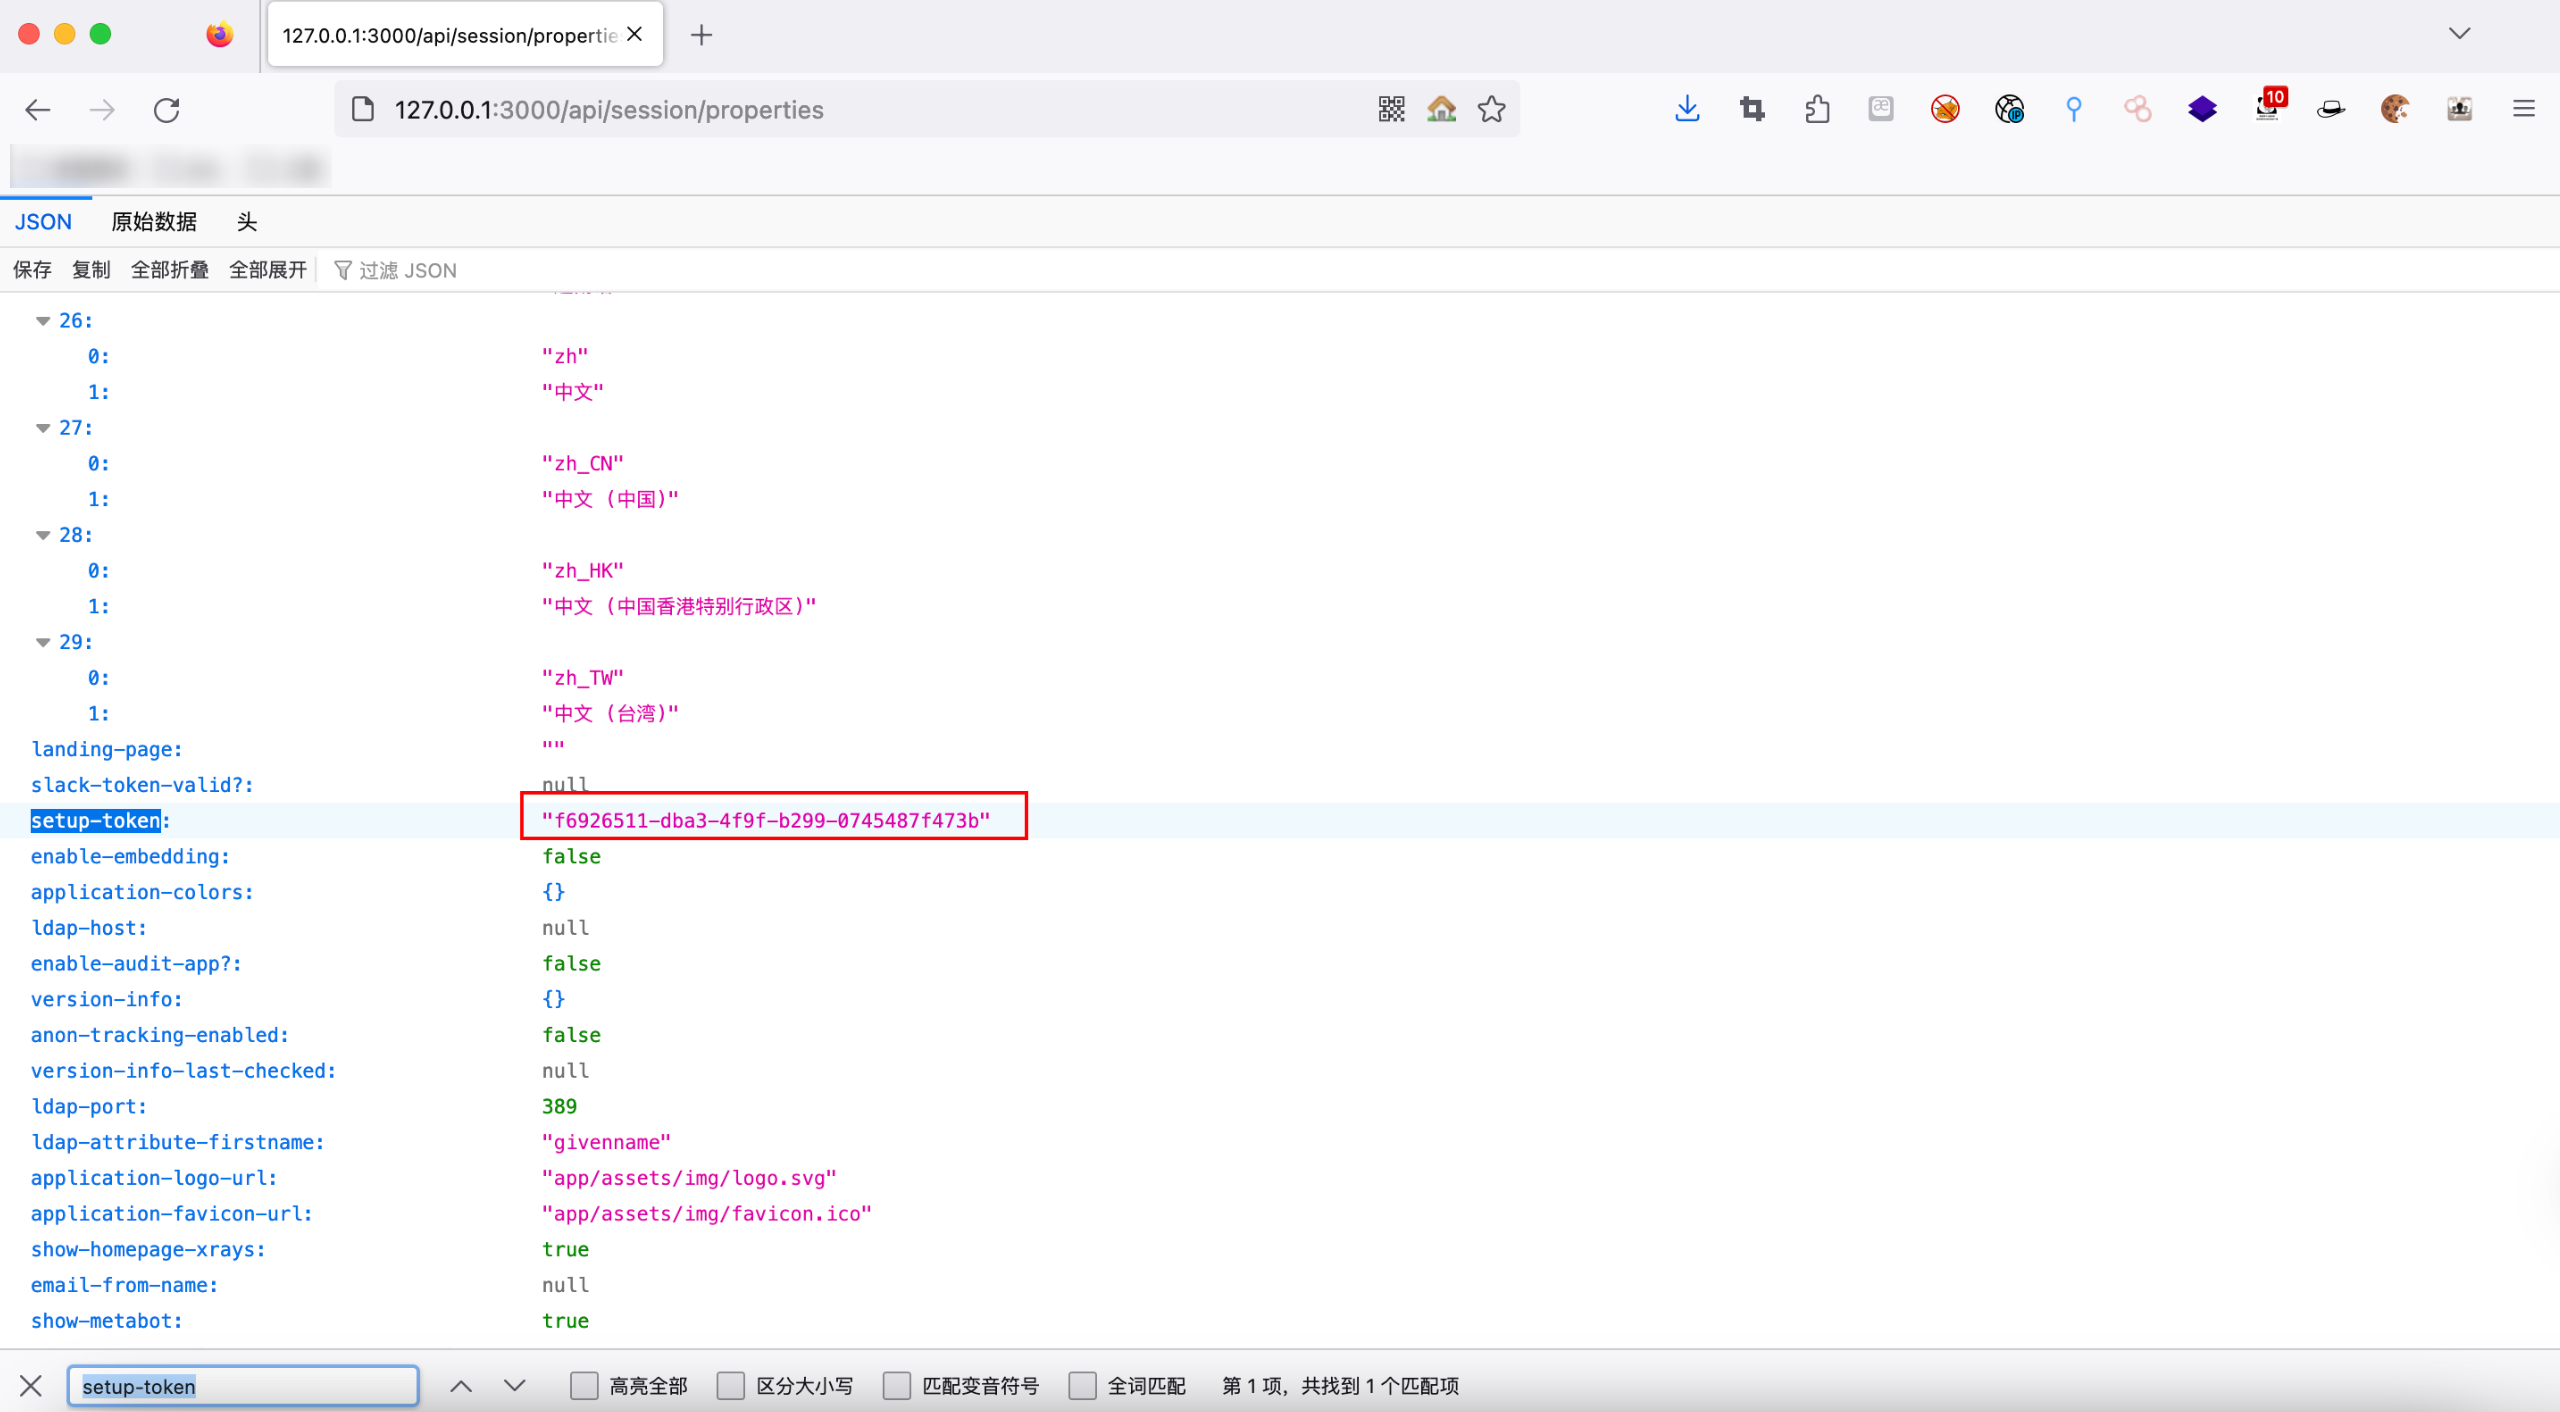 127.0.0.1:3000/api/session/propertie
127.0.0.1:3000/api/session/properties
10
JSON 原始数据 头
保存 复制 全部折叠 全部展开 过滤 JSON
26:
0: "zh"
1: "中文"
27:
0: "zh_CN"
1: "中文 (中国)"
28:
0: "zh_HK"
1: "中文 (中国香港特别行政区)"
29:
0: "zh_TW"
1: "中文 (台湾)"
landing-page: ""
slack-token-valid?: null
setup-token: "f6926511-dba3-4f9f-b299-0745487f473b"
enable-embedding: false
application-colors: {}
ldap-host: null
enable-audit-app?: false
version-info: {}
anon-tracking-enabled: false
version-info-last-checked: null
ldap-port: 389
ldap-attribute-firstname: "givenname"
application-logo-url: "app/assets/img/logo.svg"
application-favicon-url: "app/assets/img/favicon.ico"
show-homepage-xrays: true
email-from-name: null
show-metabot: true
setup-token 高亮全部 区分大小写 匹配变音符号 全词匹配 第 1 项，共找到 1 个匹配项